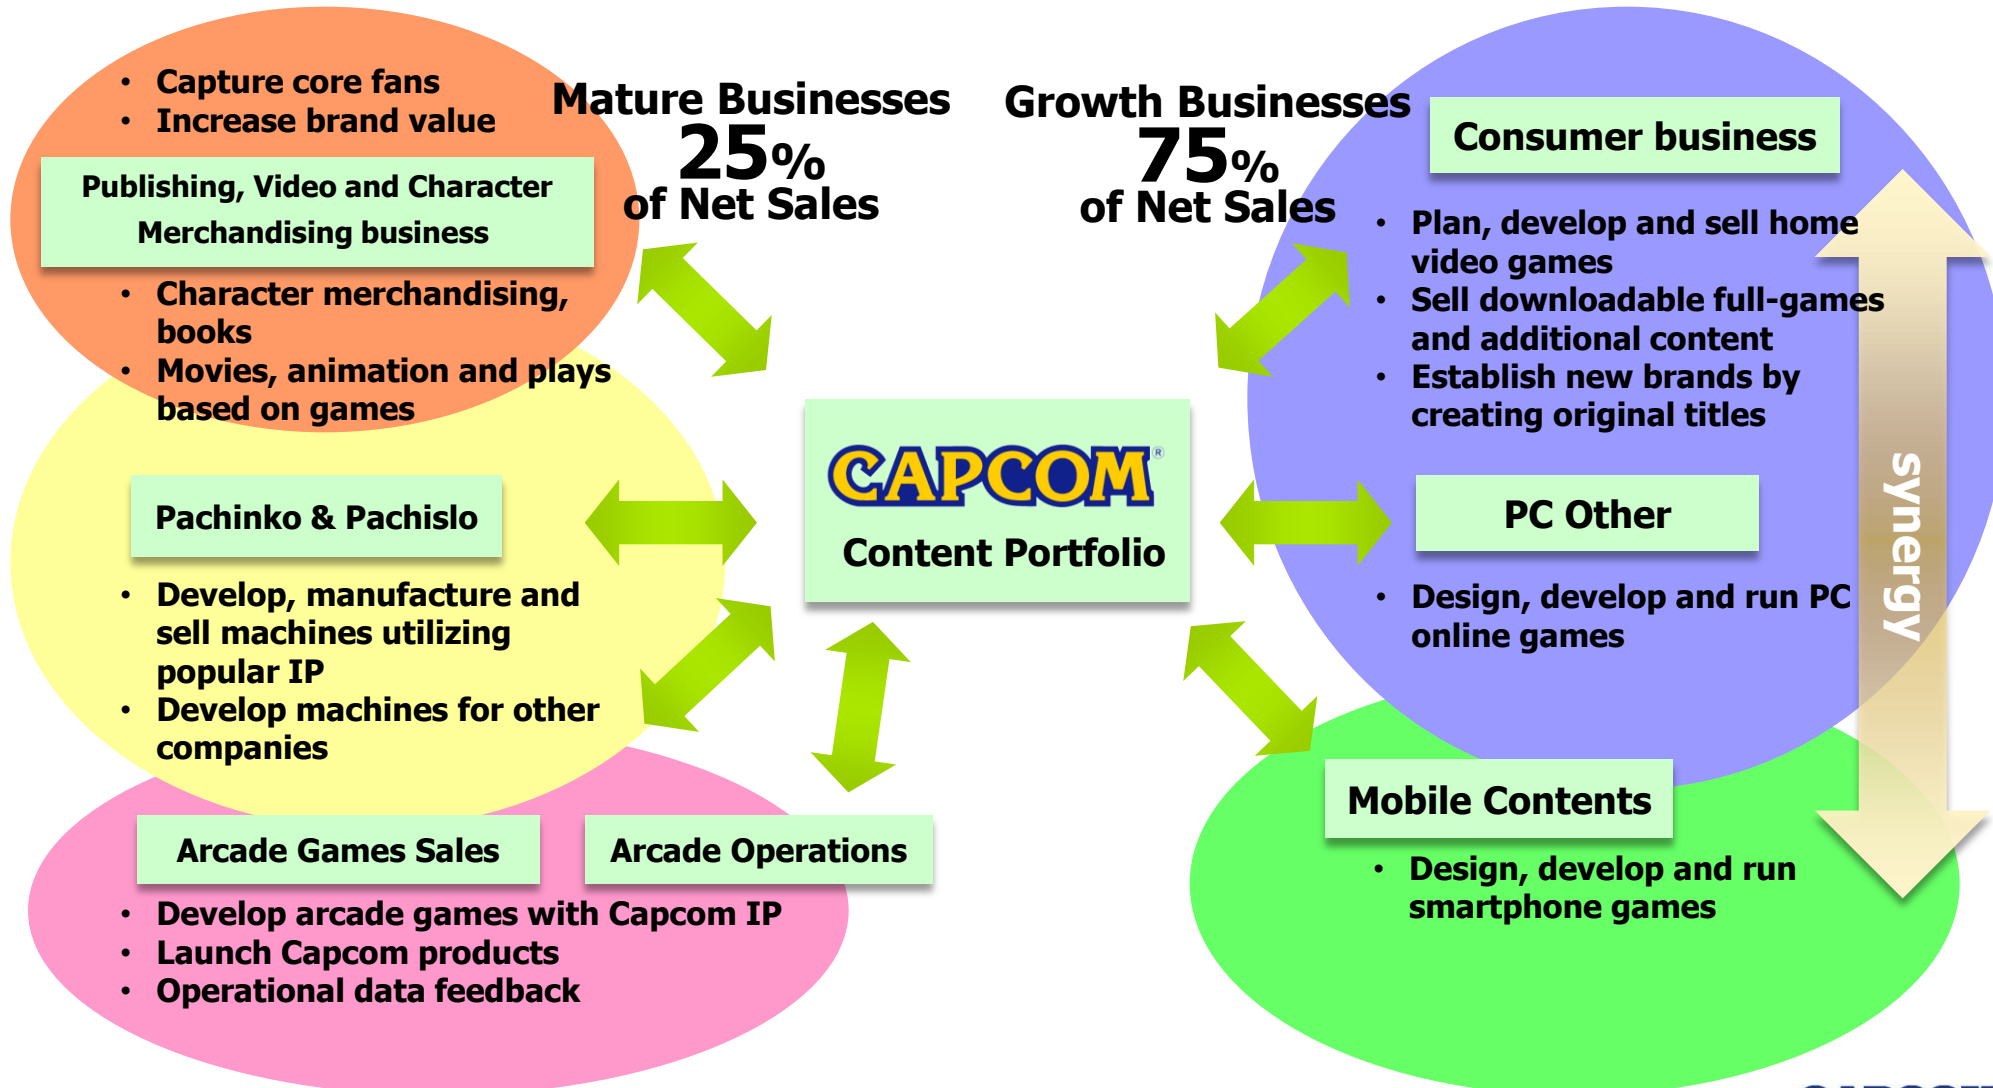 • Capture core fans
• Increase brand value
Publishing, Video and Character
Merchandising business
• Character merchandising,
books
• Movies, animation and plays
based on games
Pachinko & Pachislo
• Develop, manufacture and
sell machines utilizing
popular IP
• Develop machines for other
companies
Arcade Games Sales
Arcade Operations
• Develop arcade games with Capcom IP
• Launch Capcom products
• Operational data feedback
Mature Businesses
25%
of Net Sales
Growth Businesses
75%
of Net Sales
CAPCOM®
Content Portfolio
Consumer business
• Plan, develop and sell home
video games
• Sell downloadable full-games
and additional content
• Establish new brands by
creating original titles
PC Other
• Design, develop and run PC
online games
Mobile Contents
• Design, develop and run
smartphone games
synergy